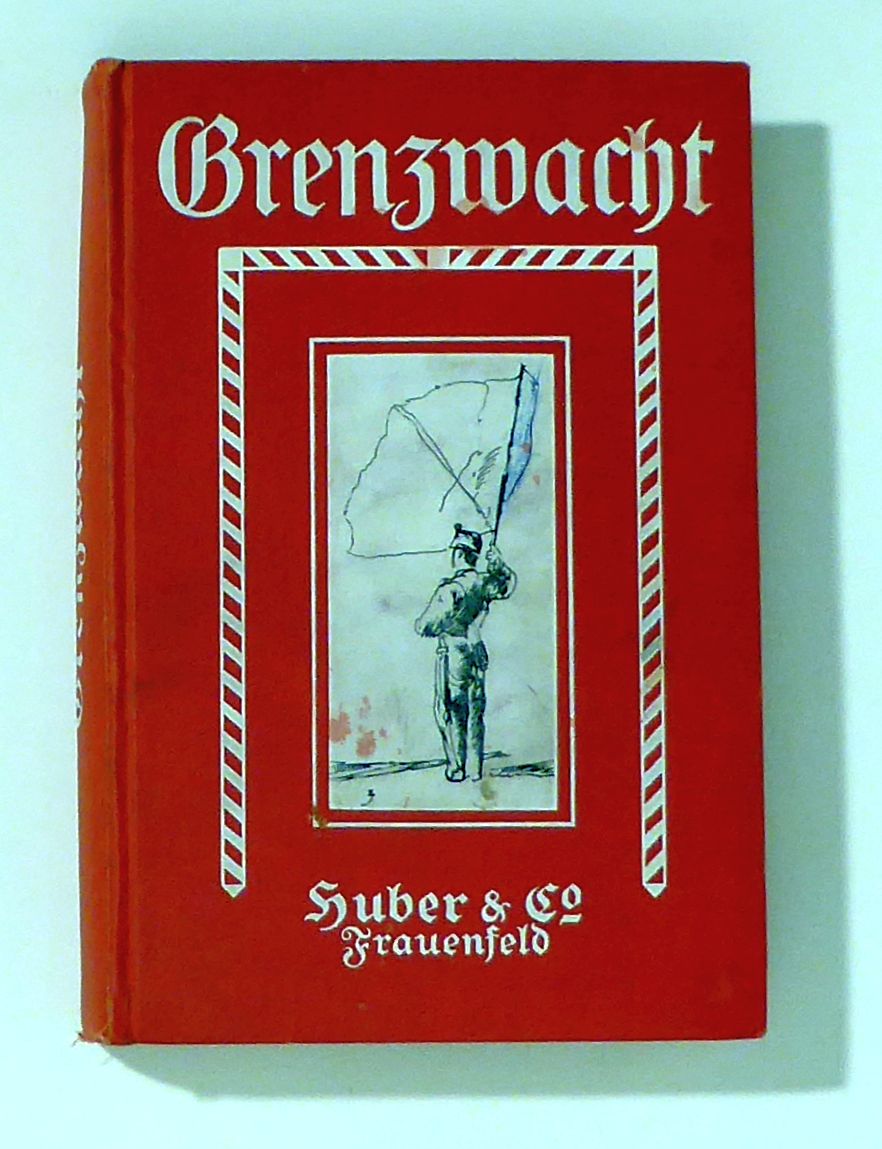 Grenzwacht
Huber & Co
Frauenfeld